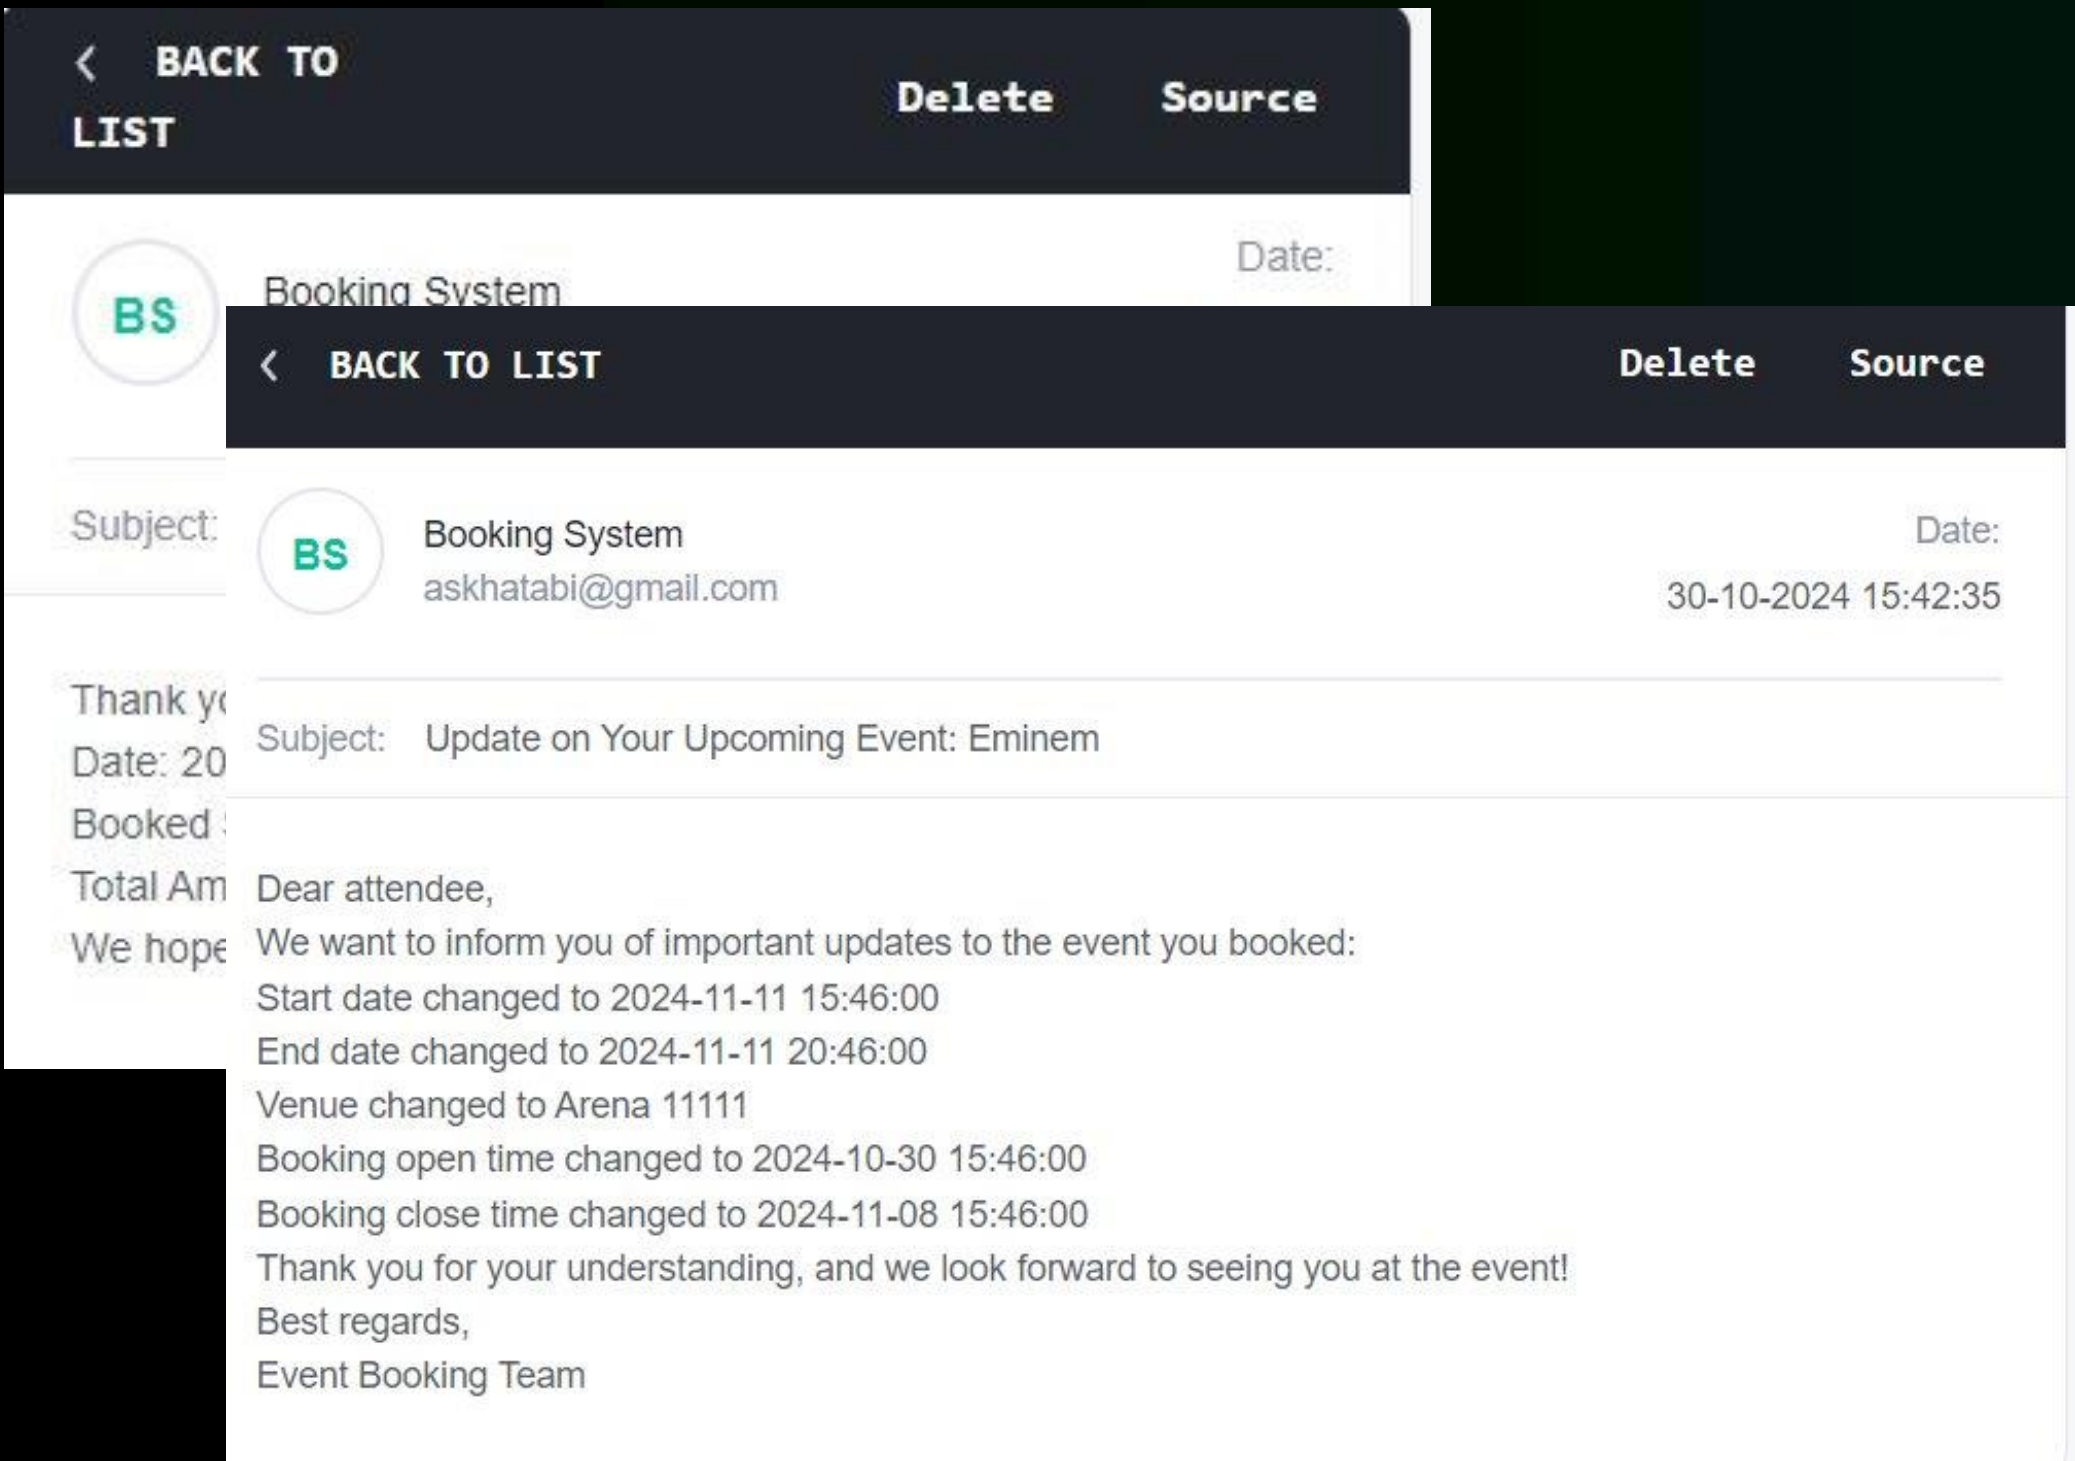 BACK TO
LIST
Delete Source
Date:
BS
Booking System
Subject:
Thank
Date: 20
Booked
Total
We
BACK TO LIST
Delete Source
BS
Booking System
askhatabi@gmail.com
Date:
30-10-2024 15:42:35
Subject: Update on Your Upcoming Event: Eminem
Dear attendee,
We want to inform you of important updates to the event you booked:
Start date changed to 2024-11-11 15:46:00
End date changed to 2024-11-11 20:46:00
Venue changed to Arena 11111
Booking open time changed to 2024-10-30 15:46:00
Booking close time changed to 2024-11-08 15:46:00
Thank you for your understanding, and we look forward to seeing you at the event!
Best regards,
Event Booking Team